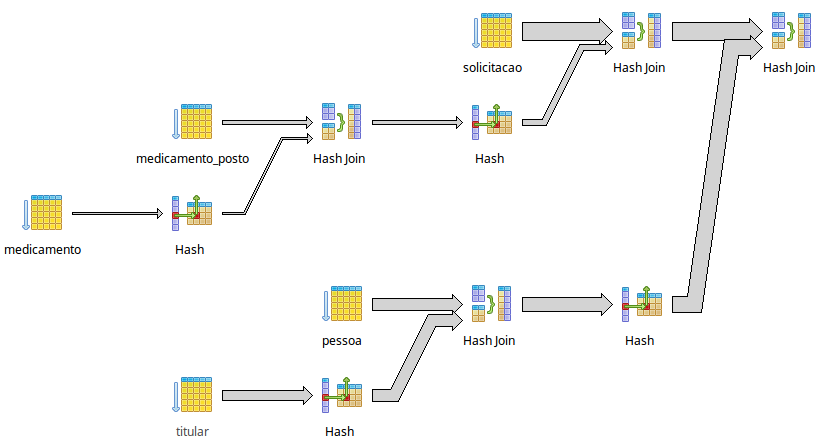 solicitacao
Hash Join
Hash Join
medicamento_posto
Hash Join
Hash
medicamento
Hash
pessoa
Hash Join
Hash
titular
Hash